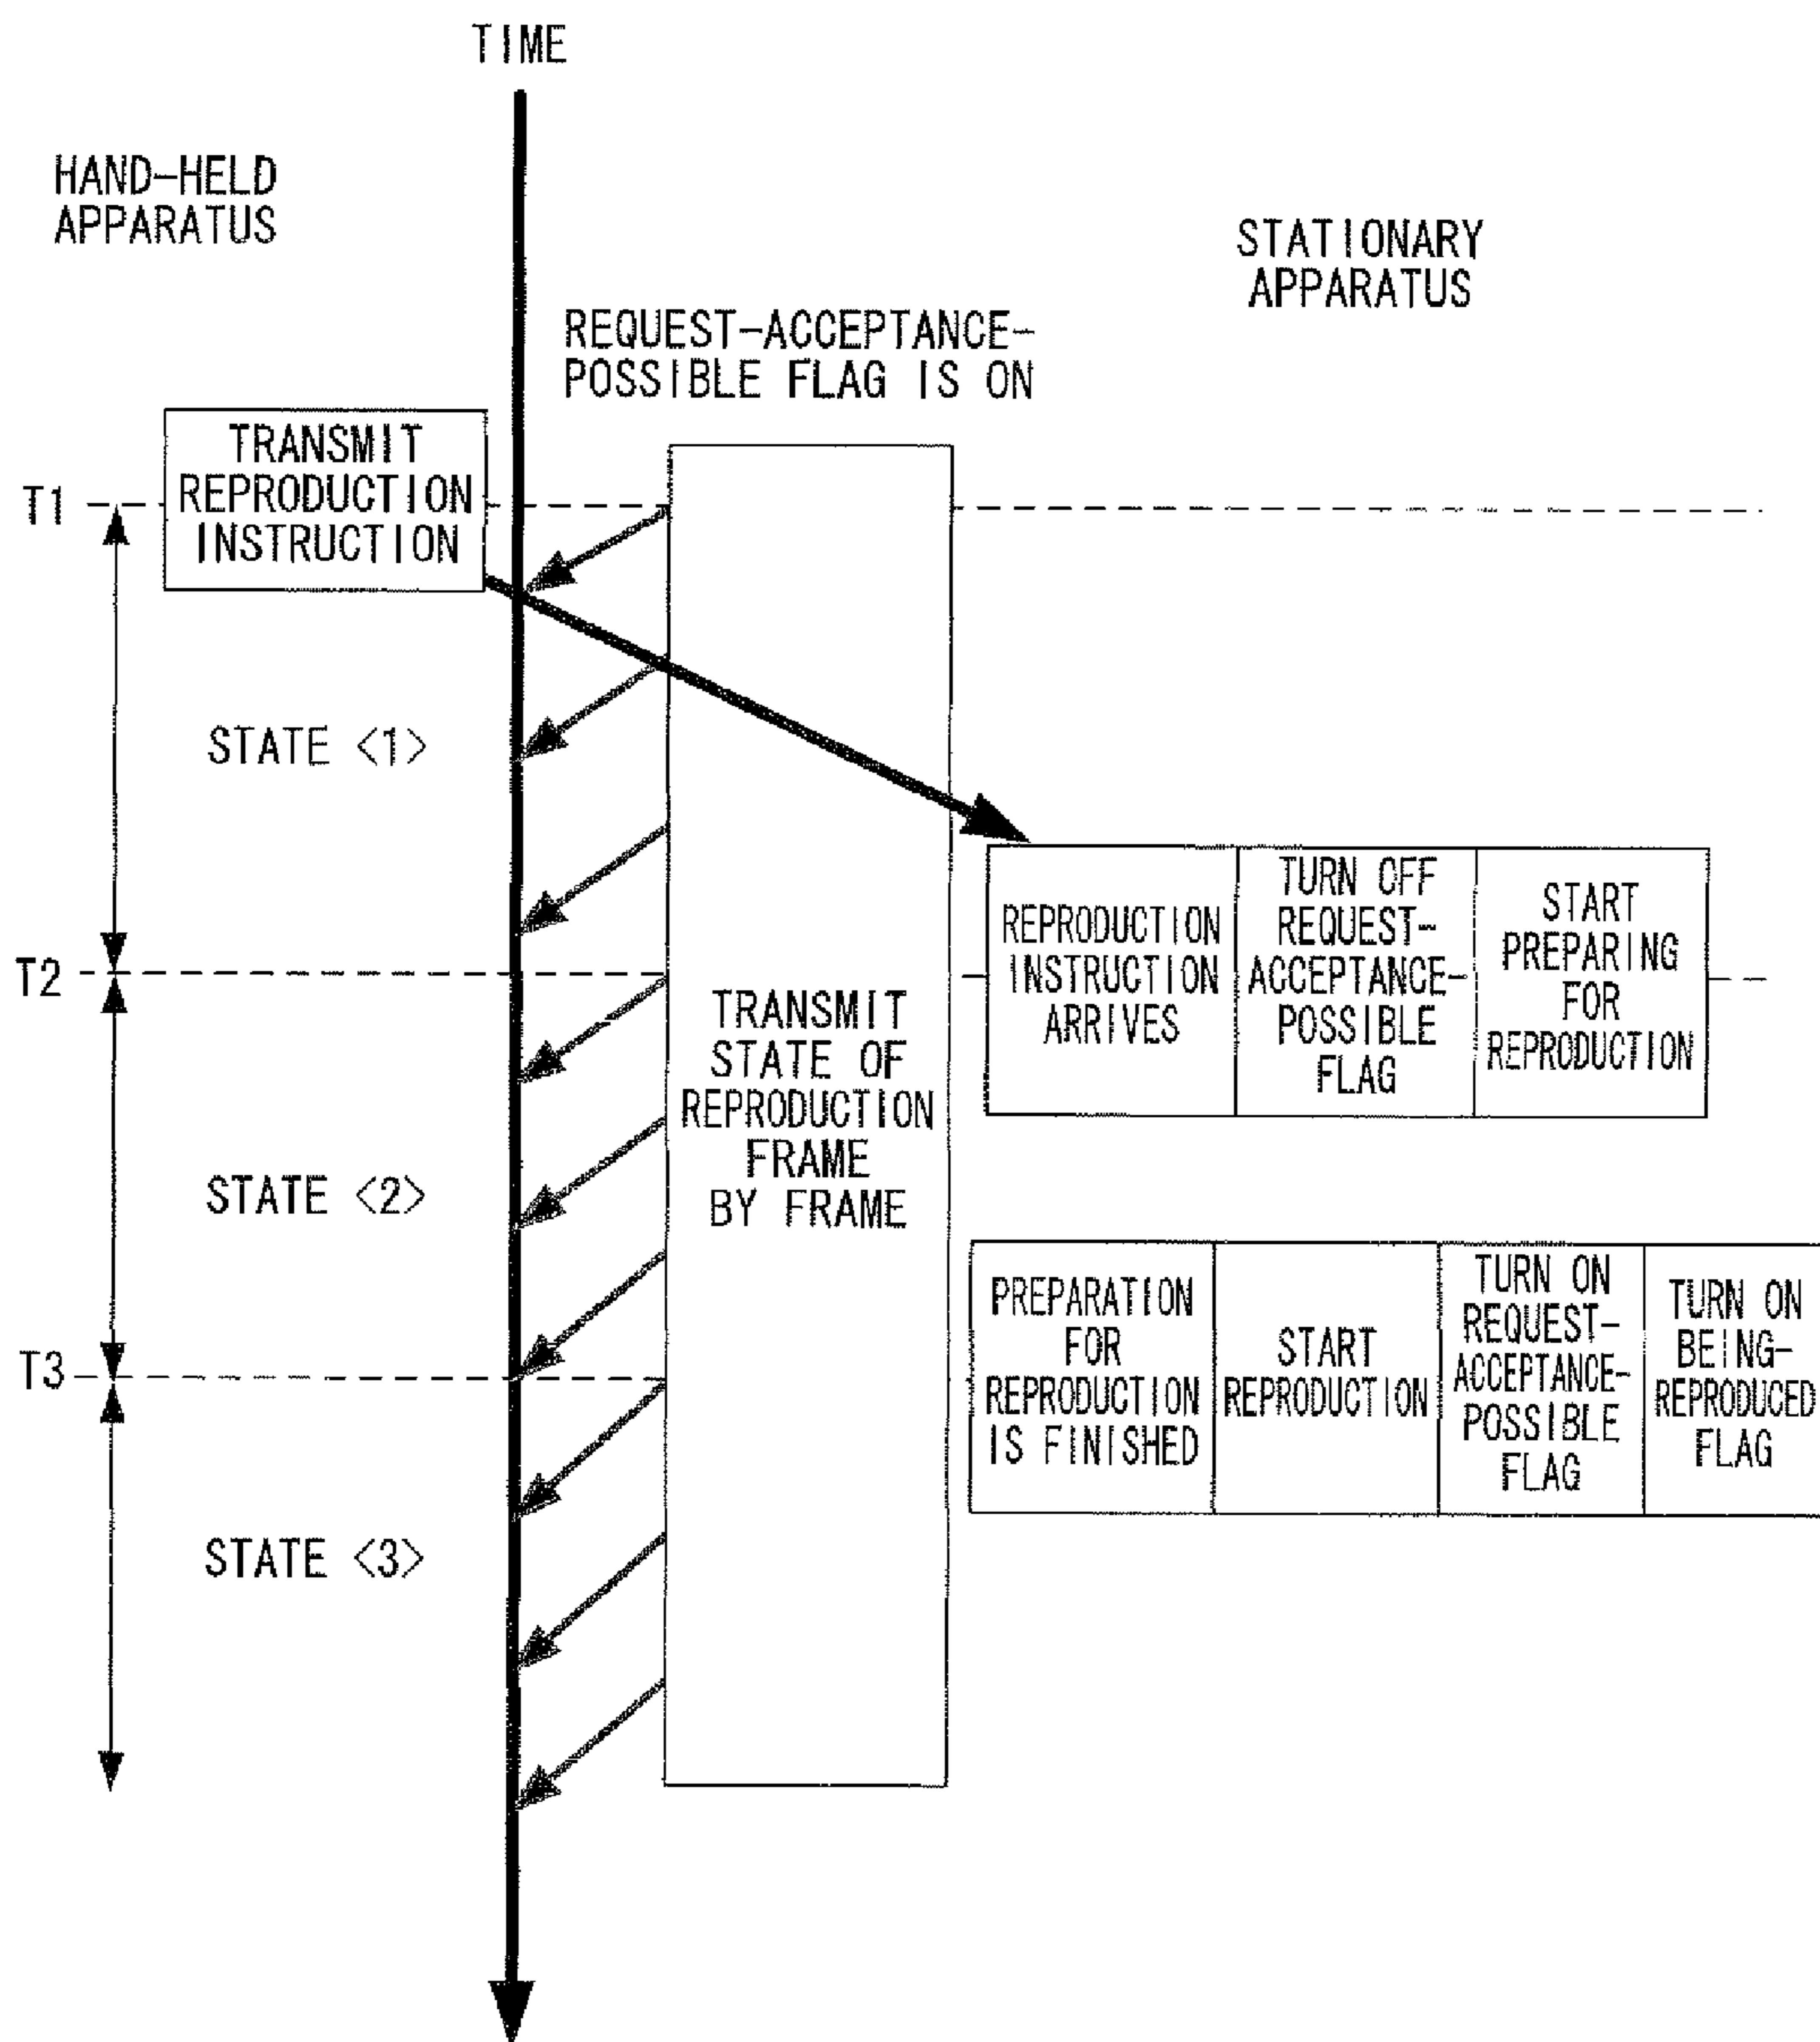 TIME
HAND-HELD
APPARATUS
STATIONARY
APPARATUS
REQUEST-ACCEPTANCE-
POSSIBLE FLAG IS ON
TRANSMIT
REPRODUCTION
INSTRUCTION
T1
STATE <1>
REPRODUCTION
INSTRUCTION
ARRIVES
TURN OFF
REQUEST-
ACCEPTANCE-
POSSIBLE
FLAG
START
PREPARING
FOR
REPRODUCTION
T2
TRANSMIT
STATE OF
REPRODUCTION
FRAME
BY FRAME
STATE <2>
PREPARATION
FOR
REPRODUCTION
IS FINISHED
START
REPRODUCTION
TURN ON
REQUEST-
ACCEPTANCE-
POSSIBLE
FLAG
TURN ON
BEING-
REPRODUCED
FLAG
T3
STATE <3>